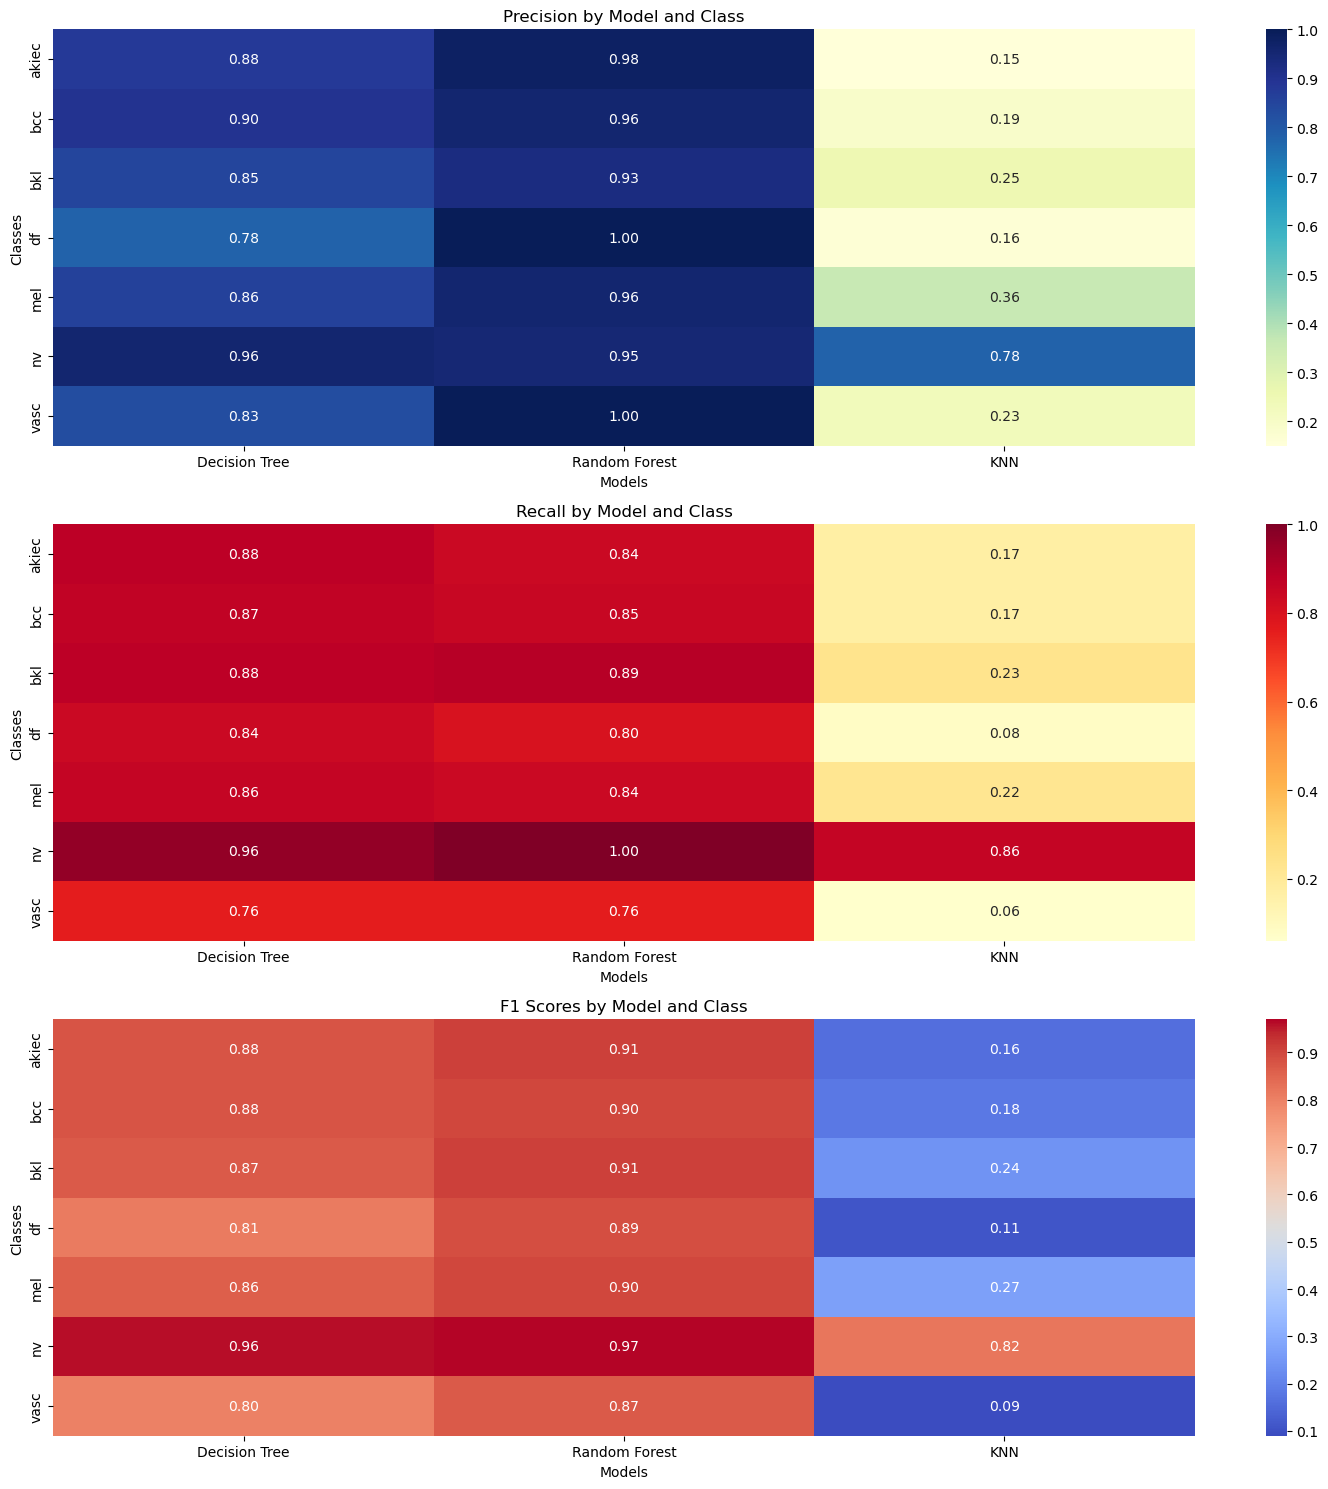 Precision by Model and Class
akiec 0.88 0.98 0.15
bcc 0.90 0.96 0.19
bkl 0.85 0.93 0.25
df 0.78 1.00 0.16
mel 0.86 0.96 0.36
nv 0.96 0.95 0.78
vasc 0.83 1.00 0.23
Classes
Decision Tree Random Forest KNN
Models
1.0
0.9
0.8
0.7
0.6
0.5
0.4
0.3
0.2
Recall by Model and Class
akiec 0.88 0.84 0.17
bcc 0.87 0.85 0.17
bkl 0.88 0.89 0.23
df 0.84 0.80 0.08
mel 0.86 0.84 0.22
nv 0.96 1.00 0.86
vasc 0.76 0.76 0.06
Classes
Decision Tree Random Forest KNN
Models
1.0
0.8
0.6
0.4
0.2
F1 Scores by Model and Class
akiec 0.88 0.91 0.16
bcc 0.88 0.90 0.18
bkl 0.87 0.91 0.24
df 0.81 0.89 0.11
mel 0.86 0.90 0.27
nv 0.96 0.97 0.82
vasc 0.80 0.87 0.09
Classes
Decision Tree Random Forest KNN
Models
0.9
0.8
0.7
0.6
0.5
0.4
0.3
0.2
0.1